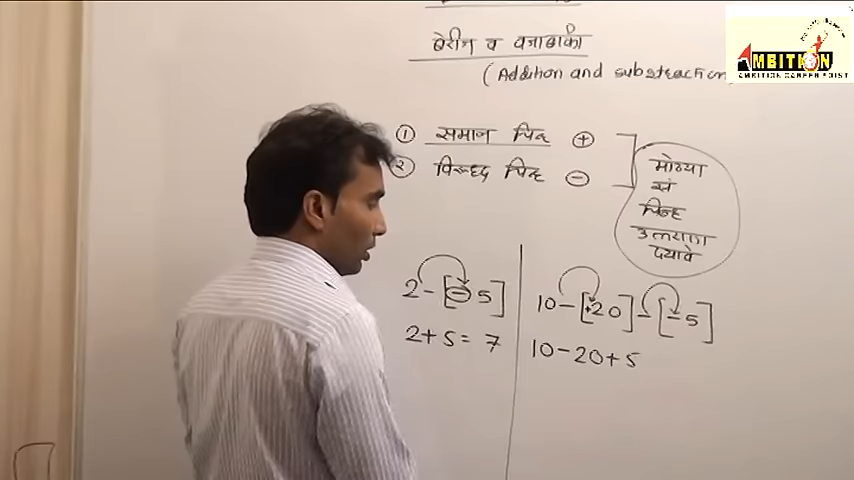 बेरीज व वजाबाकी
(Addition and substraction
① समान चिन्ह ⊕
② विरूध्द चिन्ह ⊖
मोठ्या
चिन्ह
उत्तराला
द्यावे
2 - [- 5]
2 + 5 = 7
10 - [+20] - [- 5]
10 - 20 + 5
AMBITION
AMBITION CAREER POINT